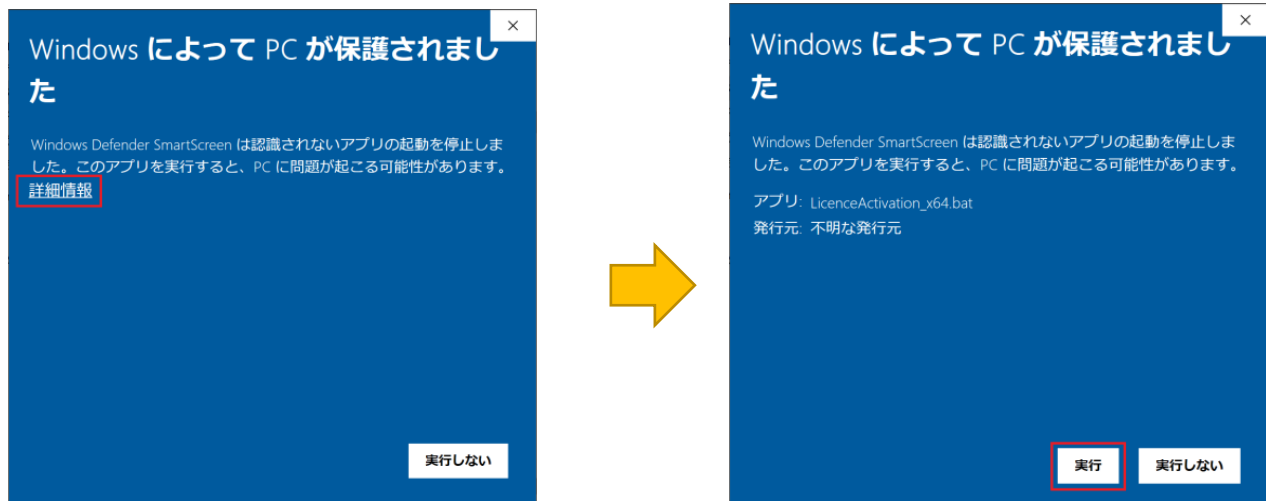 ×
Windows によって PC が保護されまし
た
Windows Defender SmartScreen は認識されないアプリの起動を停止しま
した。このアプリを実行すると、PC に問題が起こる可能性があります。
詳細情報
実行しない
×
Windows によって PC が保護されまし
た
Windows Defender SmartScreen は認識されないアプリの起動を停止しま
した。このアプリを実行すると、PC に問題が起こる可能性があります。
アプリ: LicenceActivation_x64.bat
発行元: 不明な発行元
実行 実行しない